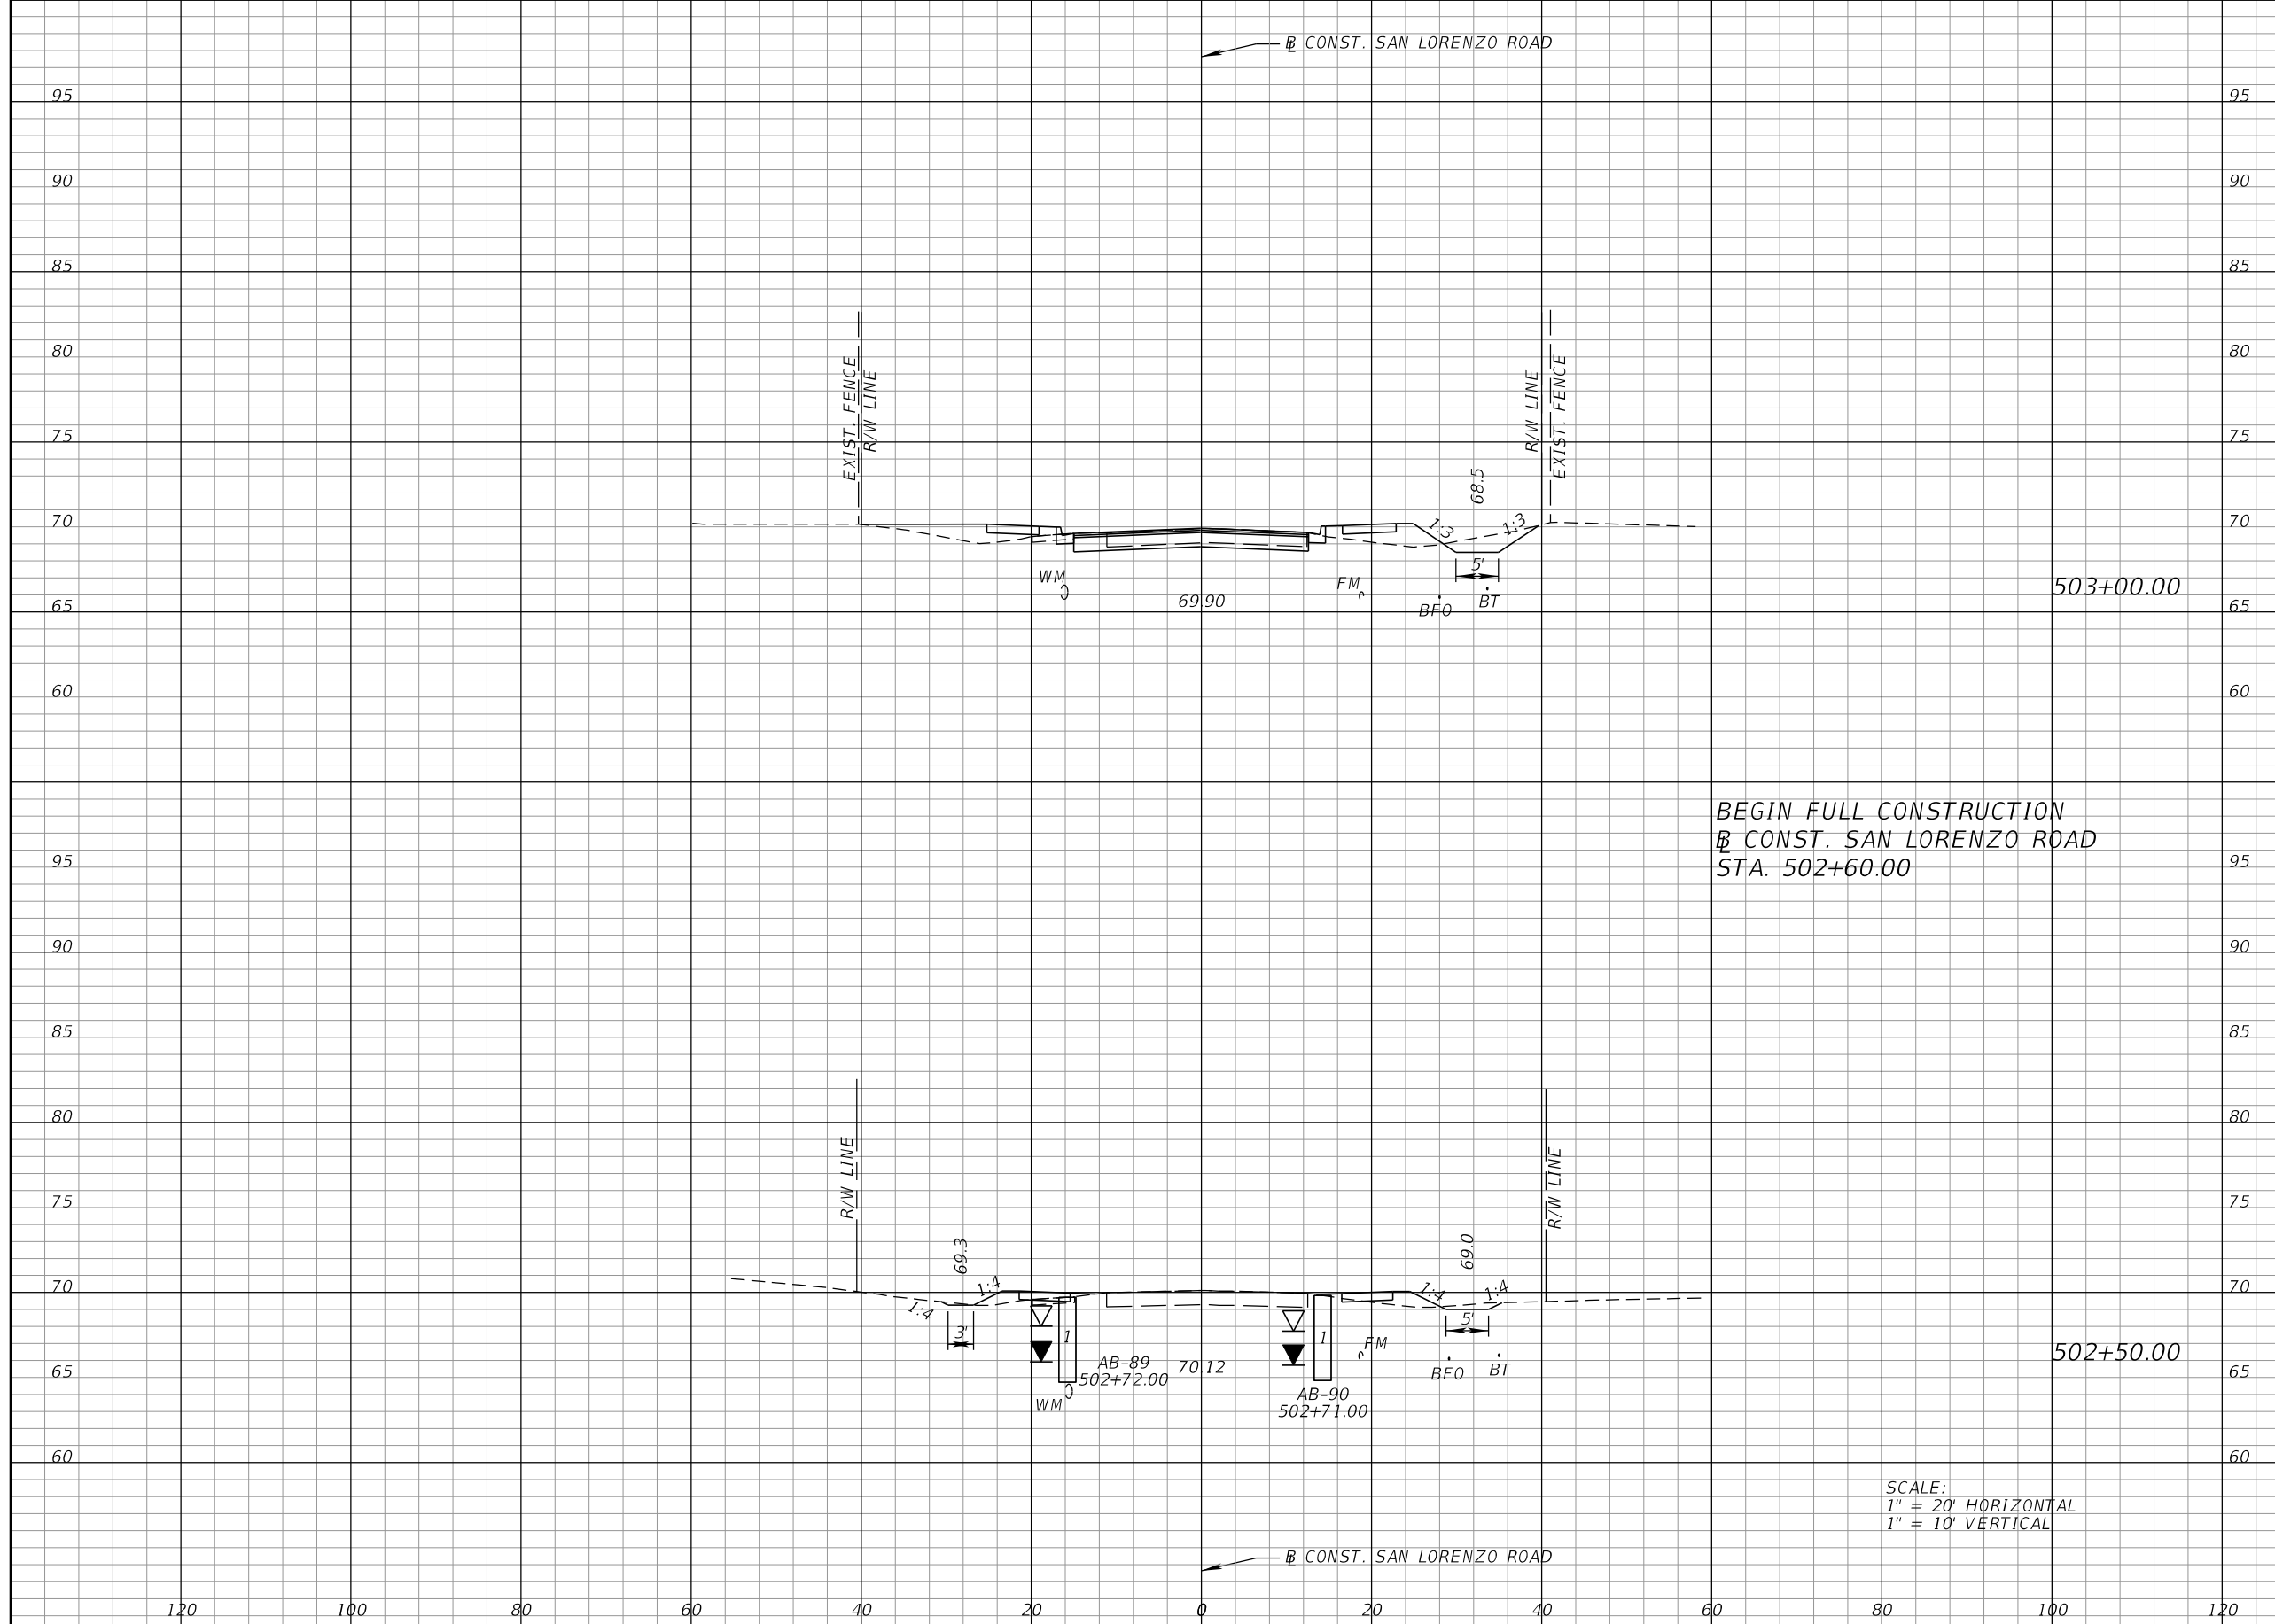 ℄ CONST. SAN LORENZO ROAD
95 95
90 90
85 85
80 80
EXIST. FENCE
R/W LINE
R/W LINE
EXIST. FENCE
75 75
68.5
70 1:3 1:3 70
5'
WM FM
69.90 BFO BT
503+00.00
65 65
60 60
BEGIN FULL CONSTRUCTION
℄ CONST. SAN LORENZO ROAD
STA. 502+60.00
95 95
90 90
85 85
80 80
R/W LINE
R/W LINE
75 75
69.3 69.0
70 1:4 1:4 1:4 1:4 70
3' 1 1 5'
FM
AB-89 70.12 BFO BT
502+72.00
502+50.00
65 65
WM
AB-90
502+71.00
60 60
SCALE:
1" = 20' HORIZONTAL
1" = 10' VERTICAL
℄ CONST. SAN LORENZO ROAD
120 100 80 60 40 20 0 20 40 60 80 100 120